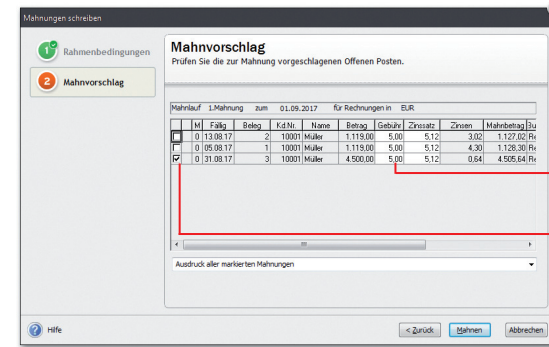 Mahnungen schreiben
1 Rahmenbedingungen
2 Mahnvorschlag
Mahnvorschlag
Prüfen Sie die zur Mahnung vorgeschlagenen Offenen Posten.
Mahnlauf 1.Mahnung zum 01.09.2017 für Rechnungen in EUR
M Fällig Beleg Kd.Nr. Name Betrag Gebühr Zinssatz Zinsen Mahnbetrag Bu
0 13.08.17 2 10001 Müller 1.119,00 5,00 5,12 3,02 1.127,02 Re
0 05.08.17 1 10001 Müller 1.119,00 5,00 5,12 4,30 1.128,30 Re
0 31.08.17 3 10001 Müller 4.500,00 5,00 5,12 0,64 4.505,64 Re
Ausdruck aller markierten Mahnungen
? Hilfe < Zurück Mahnen Abbrechen